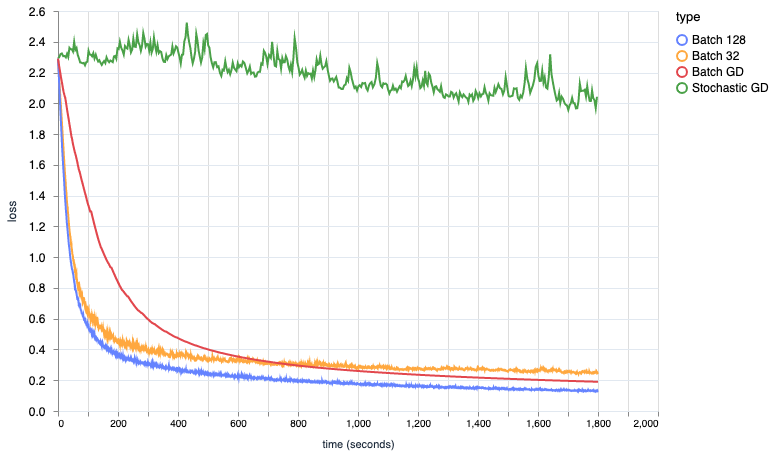 2.6
2.4
2.2
2.0
1.8
1.6
1.4
1.2
1.0
0.8
0.6
0.4
0.2
0.0
loss
0 200 400 600 800 1,000 1,200 1,400 1,600 1,800 2,000
time (seconds)
type
Batch 128
Batch 32
Batch GD
Stochastic GD